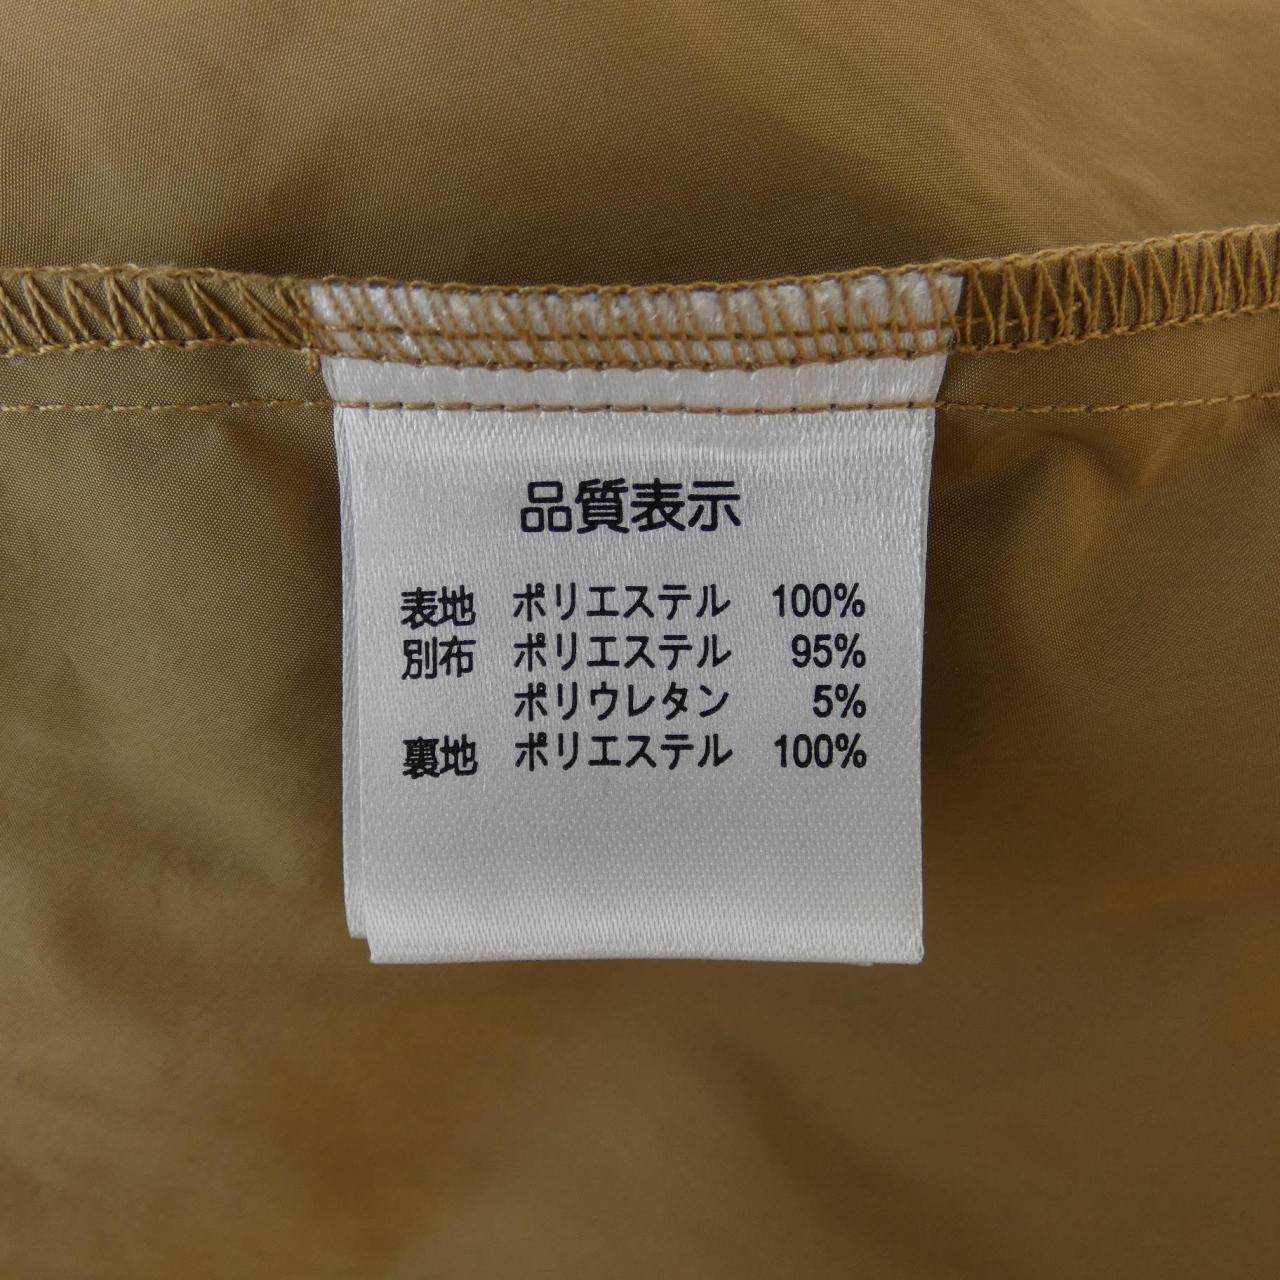 品質表示
表地 ポリエステル 100%
別布 ポリエステル 95%
ポリウレタン 5%
裏地 ポリエステル 100%